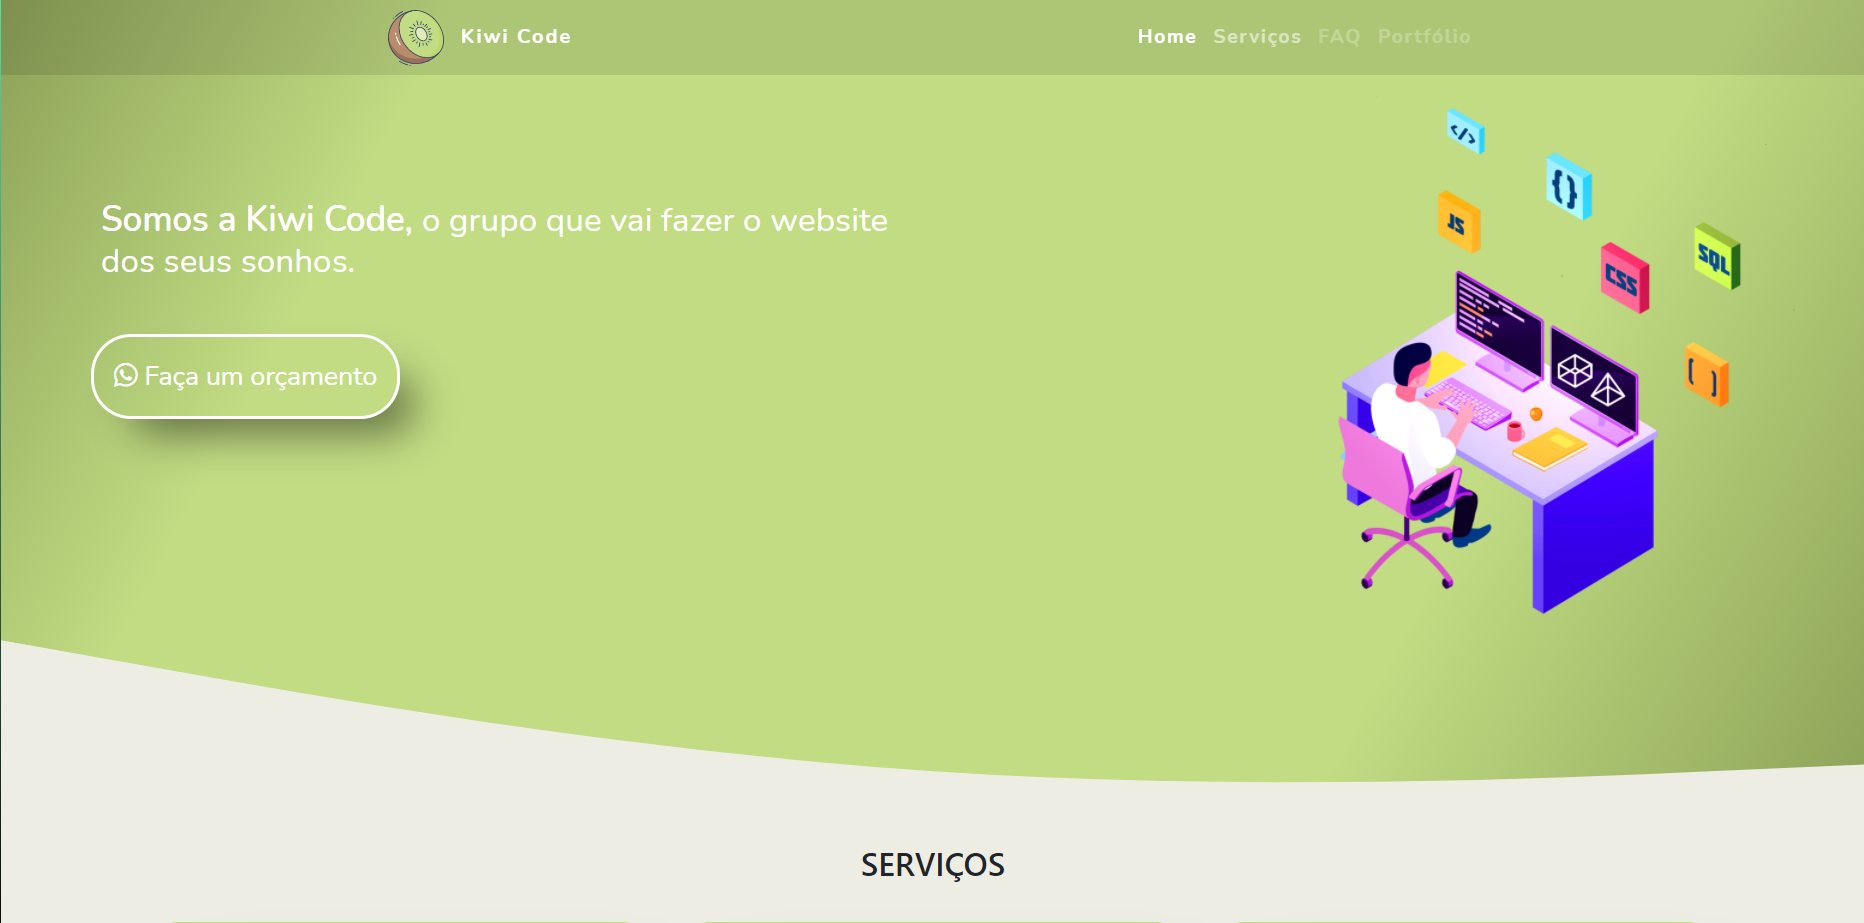 Kiwi Code
Home Serviços FAQ Portfólio
</>
{}
JS
SQL
CSS
[ ]
Somos a Kiwi Code, o grupo que vai fazer o website
dos seus sonhos.
Faça um orçamento
SERVIÇOS